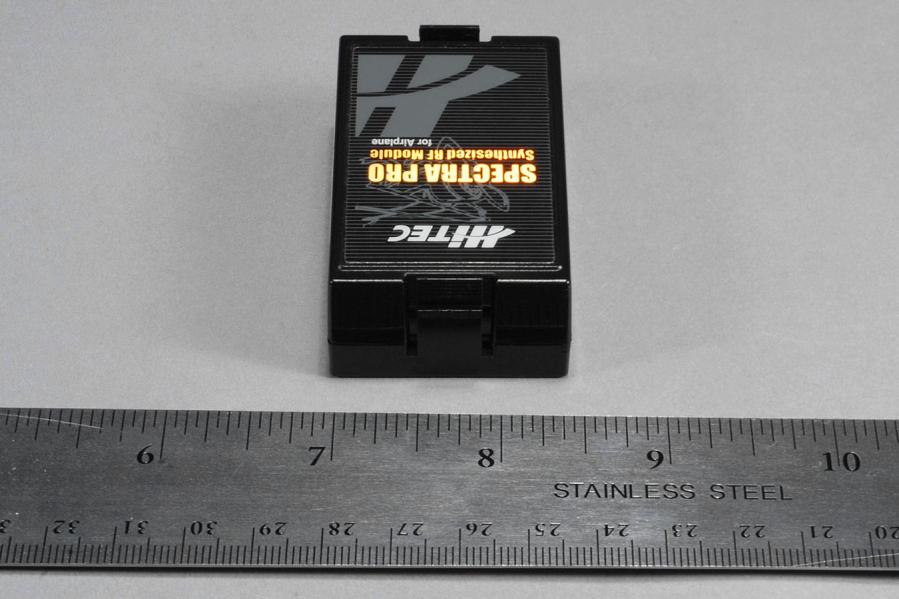 for Airplane
Synthesized RF Module
SPECTRA PRO
HiTEC
6 7 8 9 10
STAINLESS STEEL
32 31 30 29 28 27 26 25 24 23 22 21 20